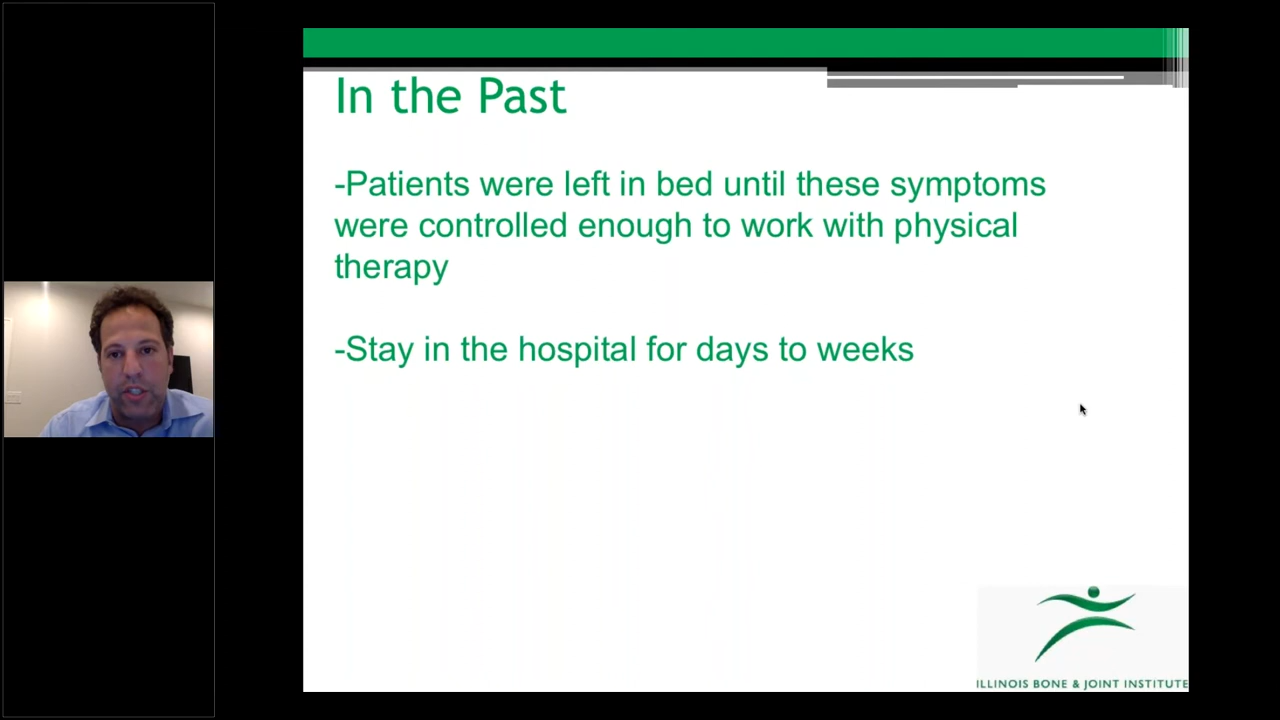 In the Past
-Patients were left in bed until these symptoms
were controlled enough to work with physical
therapy
-Stay in the hospital for days to weeks
ILLINOIS BONE & JOINT INSTITUTE